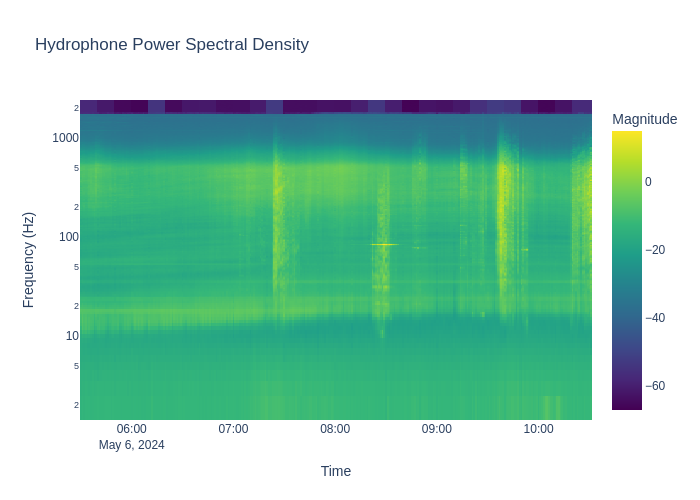 Hydrophone Power Spectral Density
Magnitude
2
1000
5
2
100
5
2
10
5
2
Frequency (Hz)
0
−20
−40
−60
06:00 07:00 08:00 09:00 10:00
May 6, 2024
Time